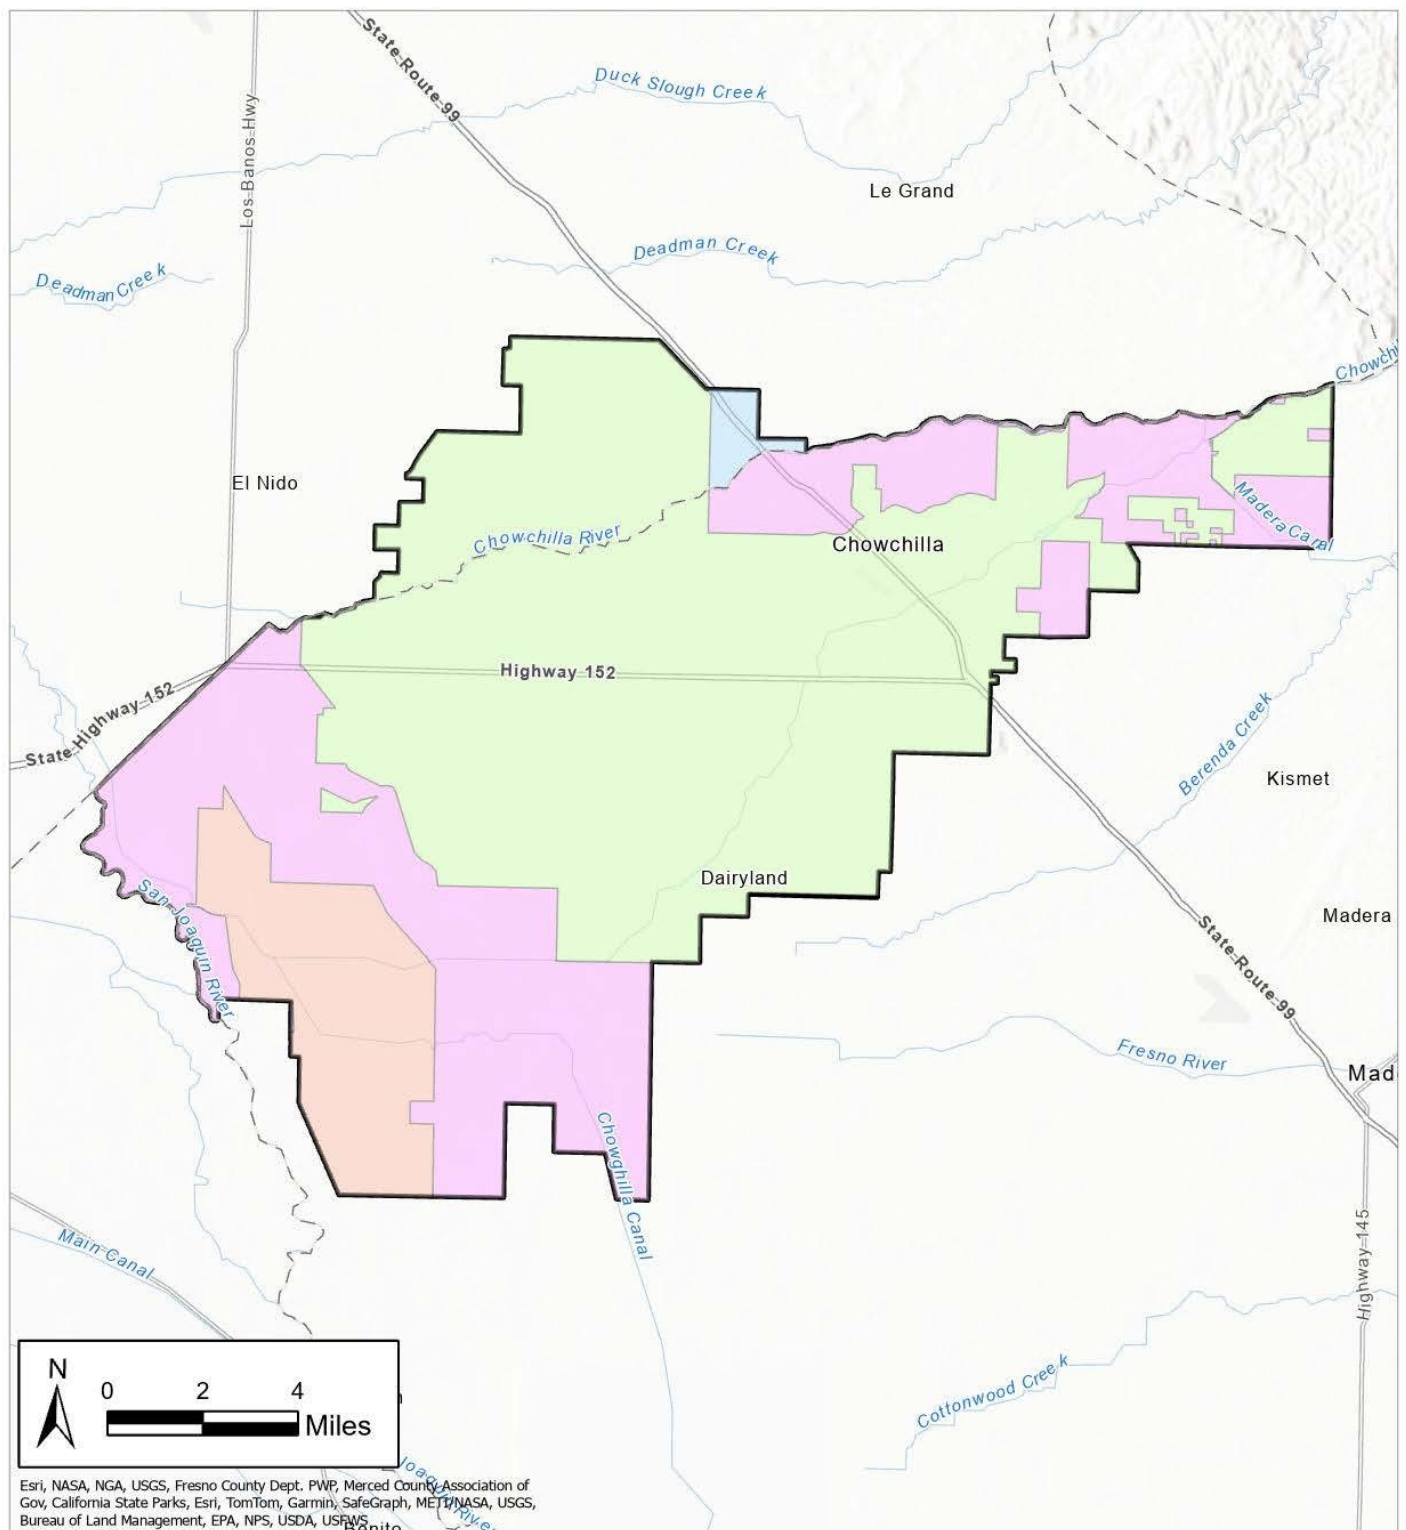 State Route 99
Duck Slough Creek
Los Banos Hwy
Le Grand
Deadman Creek
Deadman Creek
Chowchi
El Nido
Chowchilla River
Madera Canal
Chowchilla
Highway 152
State Highway 152
Berenda Creek
Kismet
Dairyland
San Joaquin River
Madera
State Route 99
Fresno River
Mad
Chowchilla Canal
Main Canal
Highway 145
Cottonwood Creek
N
0 2 4
Miles
Joaquin River
Esri, NASA, NGA, USGS, Fresno County Dept. PWP, Merced County Association of
Gov, California State Parks, Esri, TomTom, Garmin, SafeGraph, METI/NASA, USGS,
Bureau of Land Management, EPA, NPS, USDA, USFWS
Benito